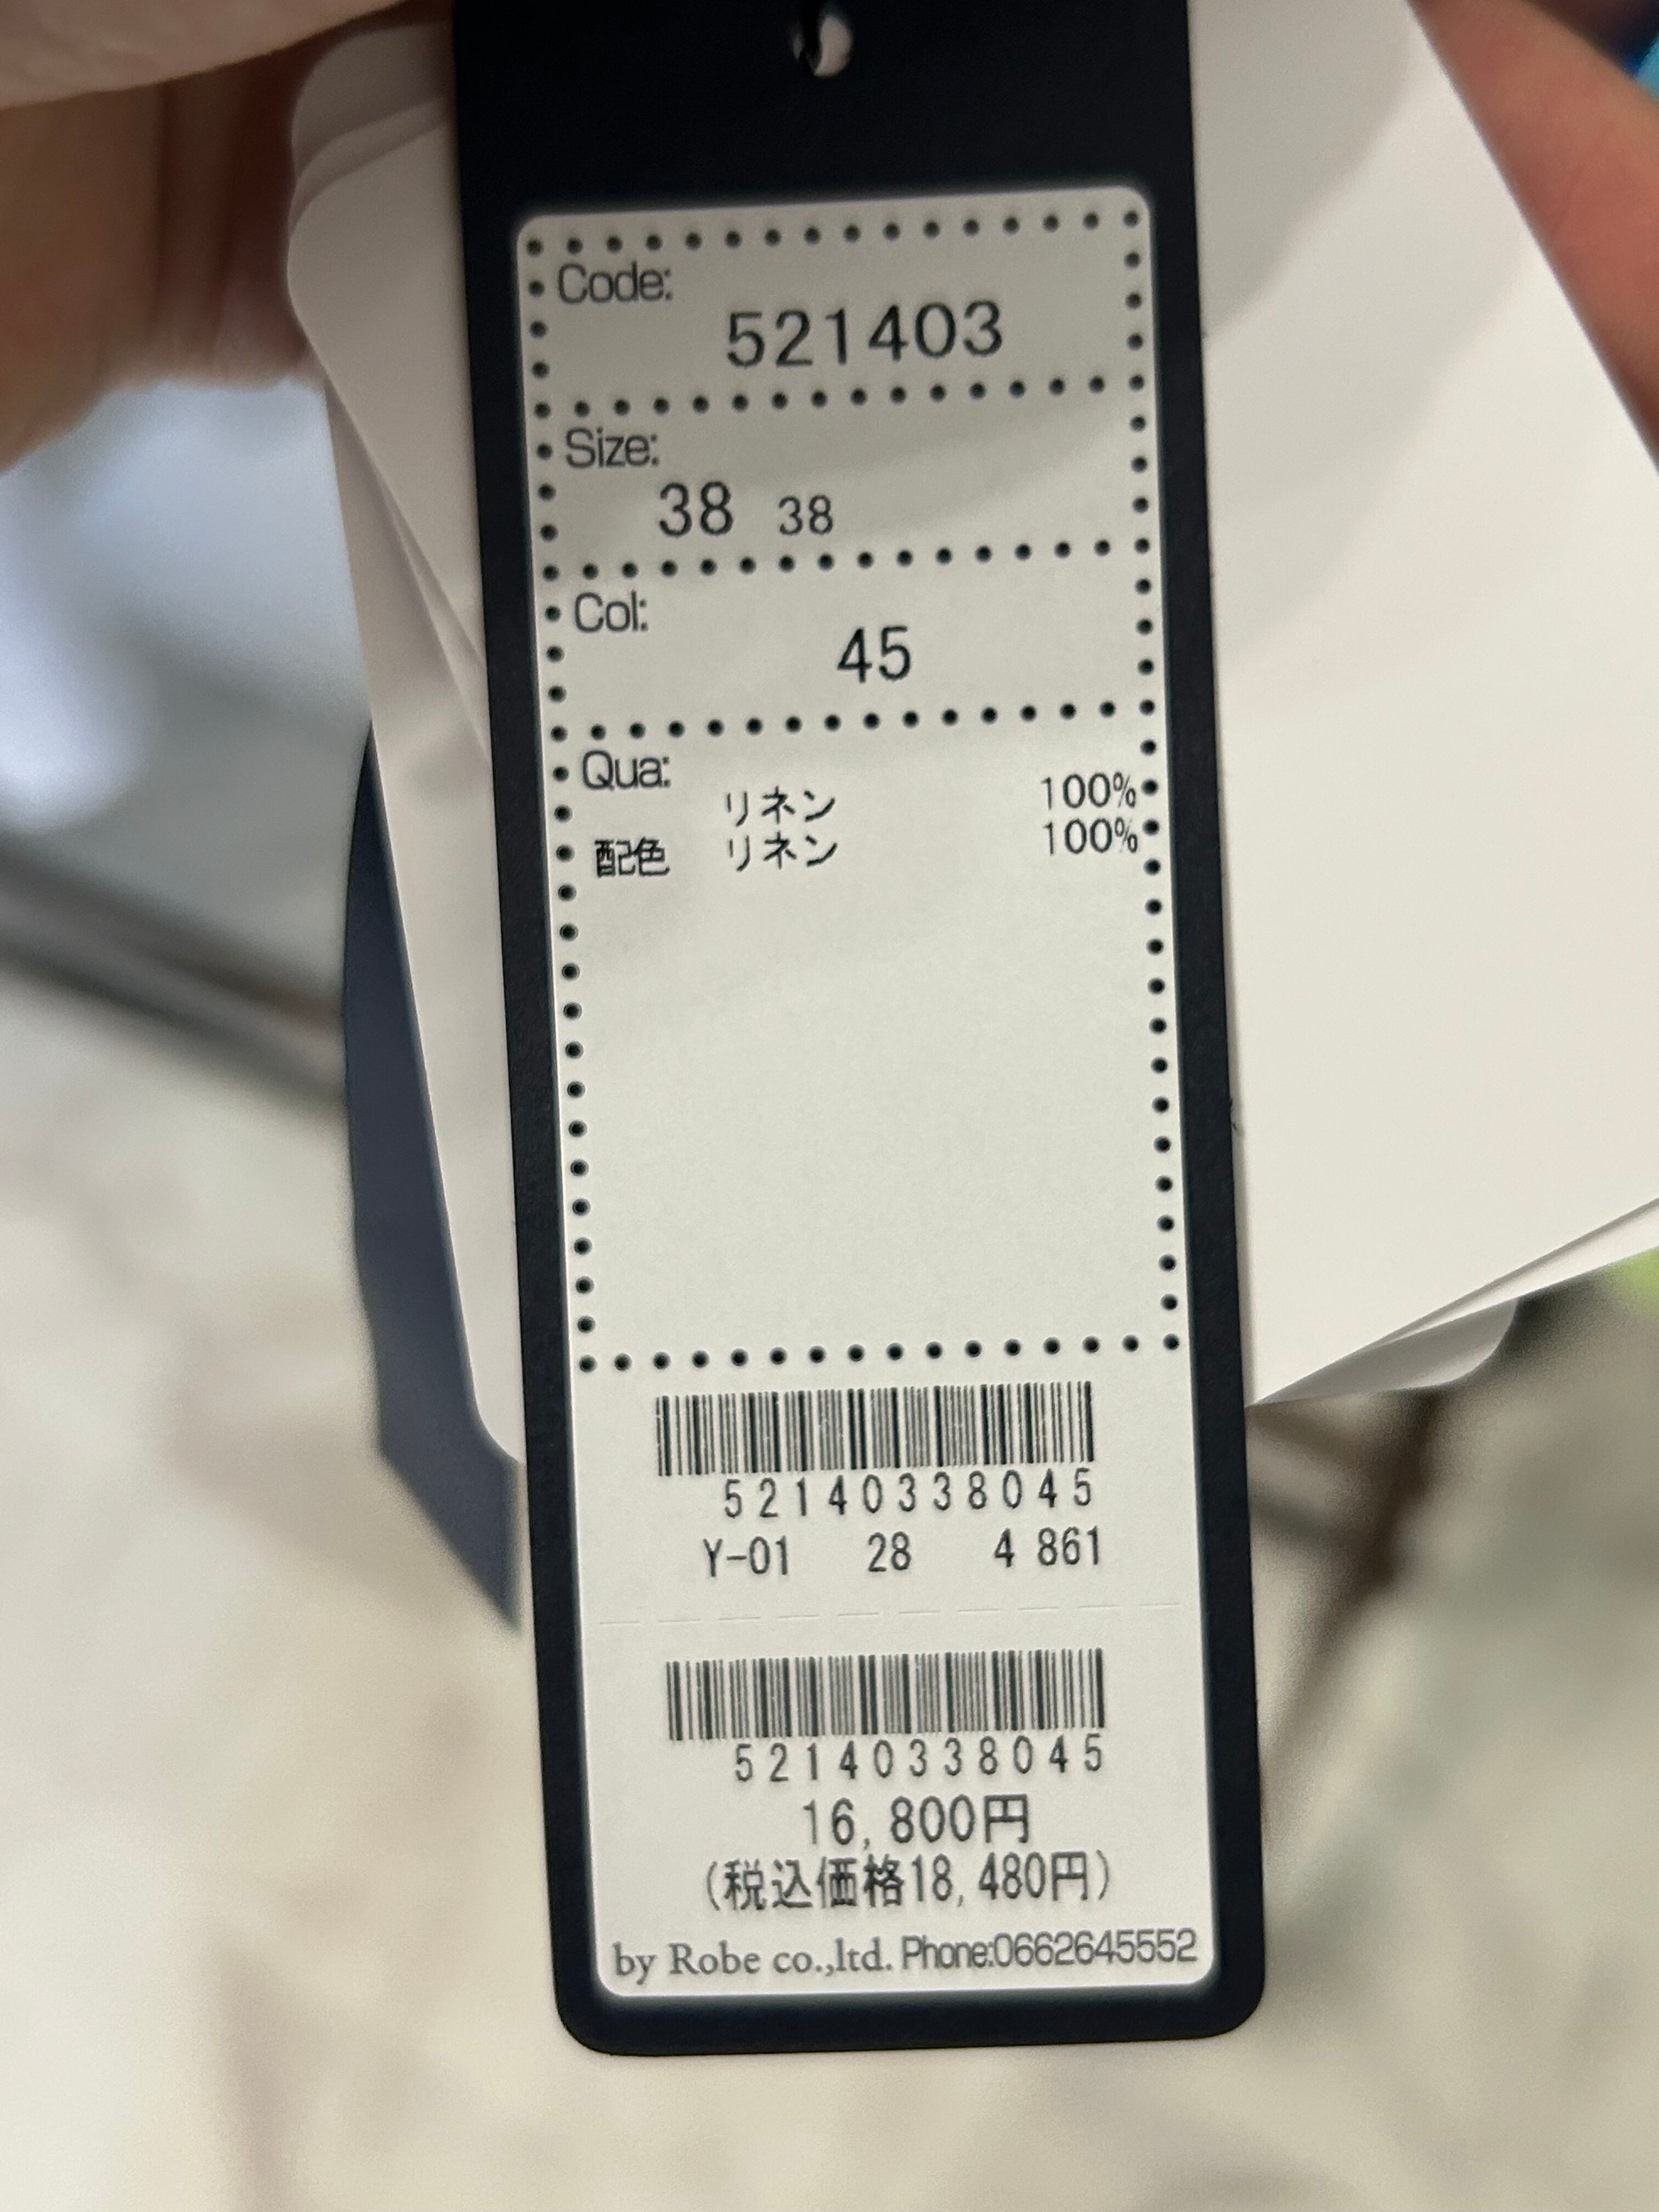 Code:
521403
Size:
38 38
Col:
45
Qua:
リネン 100%
配色 リネン 100%
52140338045
Y-01 28 4 861
52140338045
16,800円
(税込価格18,480円)
by Robe co.,ltd. Phone:0662645552